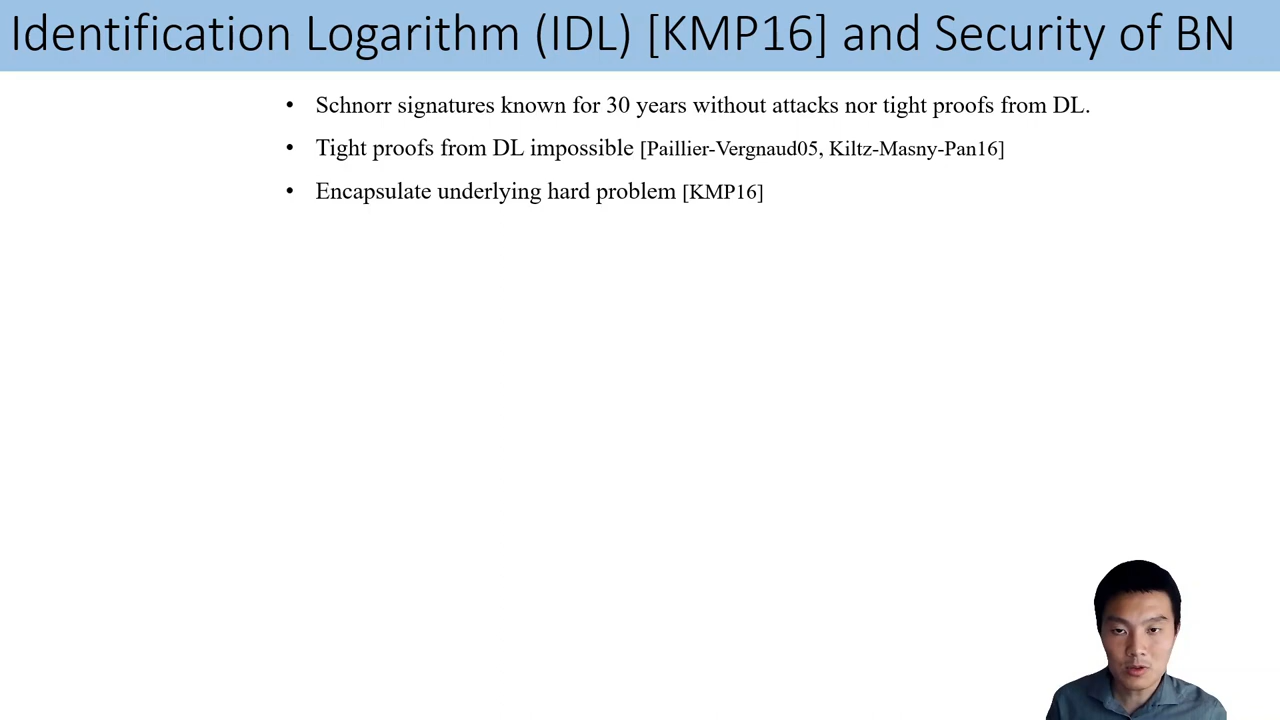 Identification Logarithm (IDL) [KMP16] and Security of BN
• Schnorr signatures known for 30 years without attacks nor tight proofs from DL.
• Tight proofs from DL impossible [Paillier-Vergnaud05, Kiltz-Masny-Pan16]
• Encapsulate underlying hard problem [KMP16]